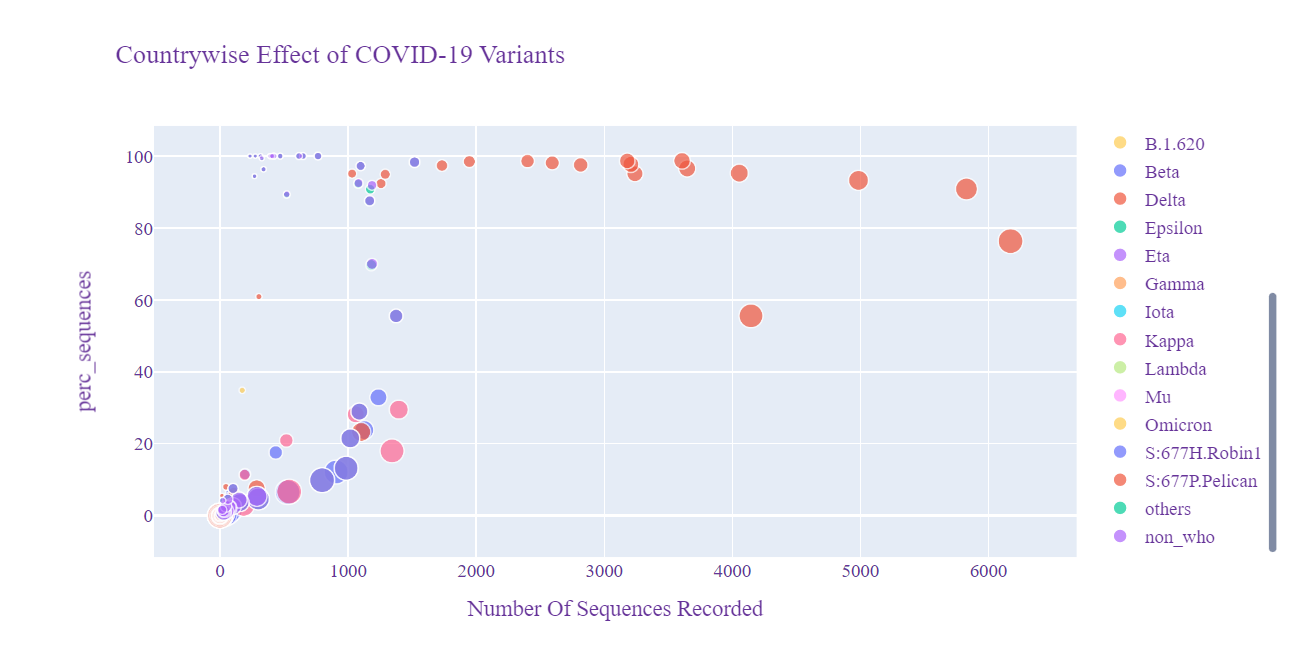 Countrywise Effect of COVID-19 Variants
100
80
60
40
20
0
perc_sequences
0 1000 2000 3000 4000 5000 6000
Number Of Sequences Recorded
B.1.620
Beta
Delta
Epsilon
Eta
Gamma
Iota
Kappa
Lambda
Mu
Omicron
S:677H.Robin1
S:677P.Pelican
others
non_who